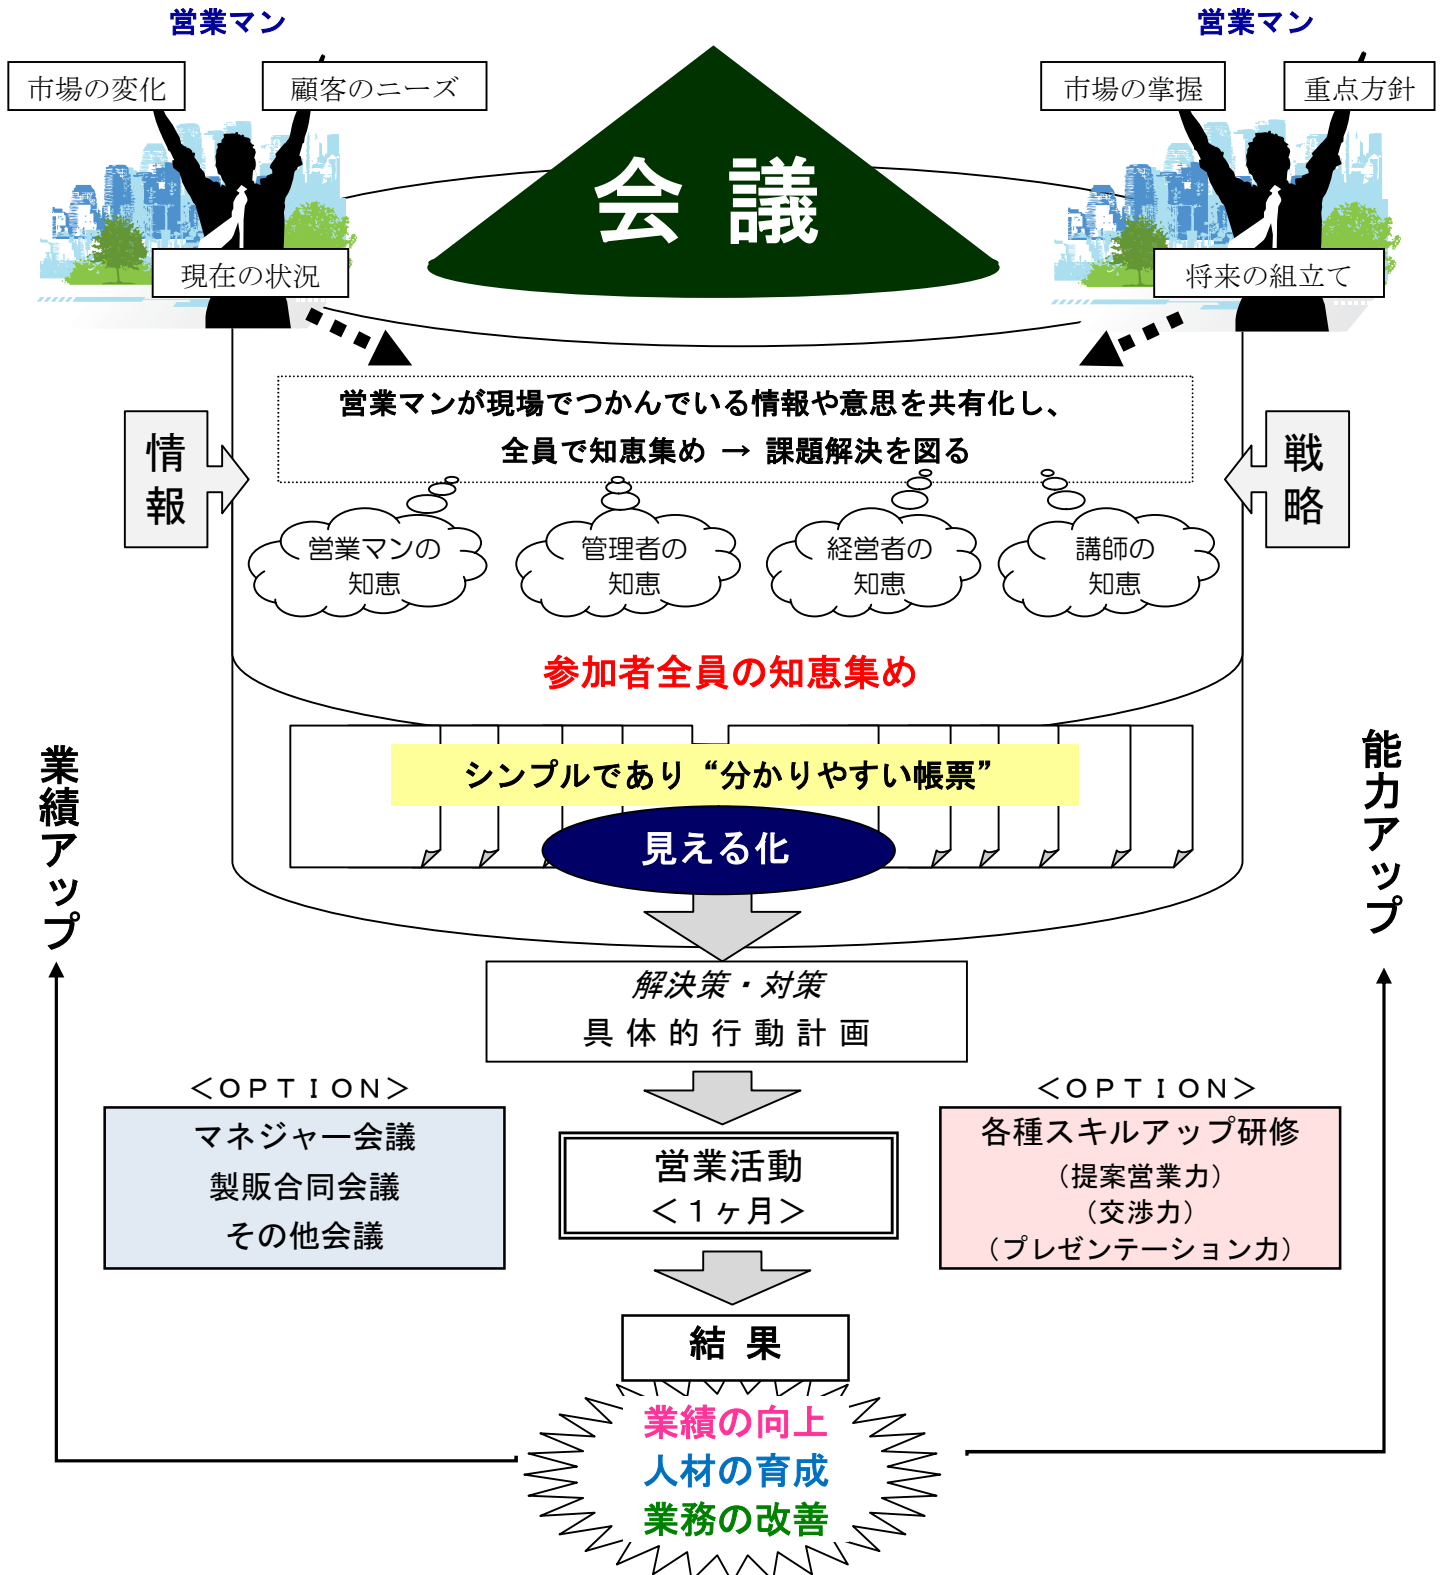 営業マン
営業マン
市場の変化
顧客のニーズ
市場の掌握
重点方針
会議
現在の状況
将来の組立て
営業マンが現場でつかんでいる情報や意思を共有化し、
全員で知恵集め → 課題解決を図る
情報
戦略
営業マンの
知恵
管理者の
知恵
経営者の
知恵
講師の
知恵
参加者全員の知恵集め
シンプルであり“分かりやすい帳票”
見える化
業績アップ
能力アップ
解決策・対策
具体的行動計画
＜ＯＰＴＩＯＮ＞
マネジャー会議
製販合同会議
その他会議
営業活動
＜１ヶ月＞
＜ＯＰＴＩＯＮ＞
各種スキルアップ研修
（提案営業力）
（交渉力）
（プレゼンテーション力）
結果
業績の向上
人材の育成
業務の改善